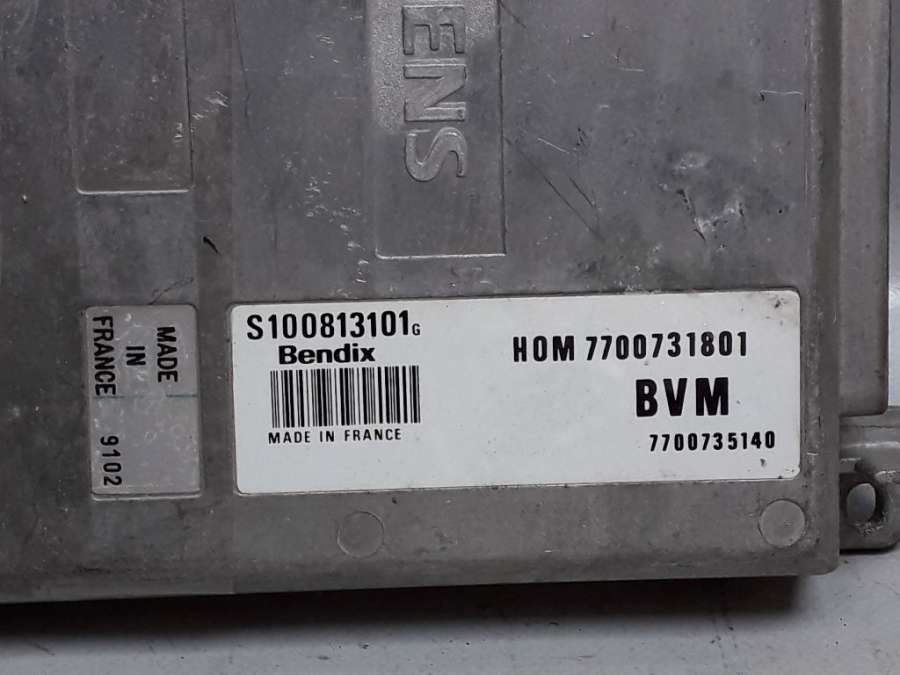 ENS
MADE
IN
FRANCE 9102
S100813101G
Bendix
MADE IN FRANCE
HOM 7700731801
BVM
7700735140